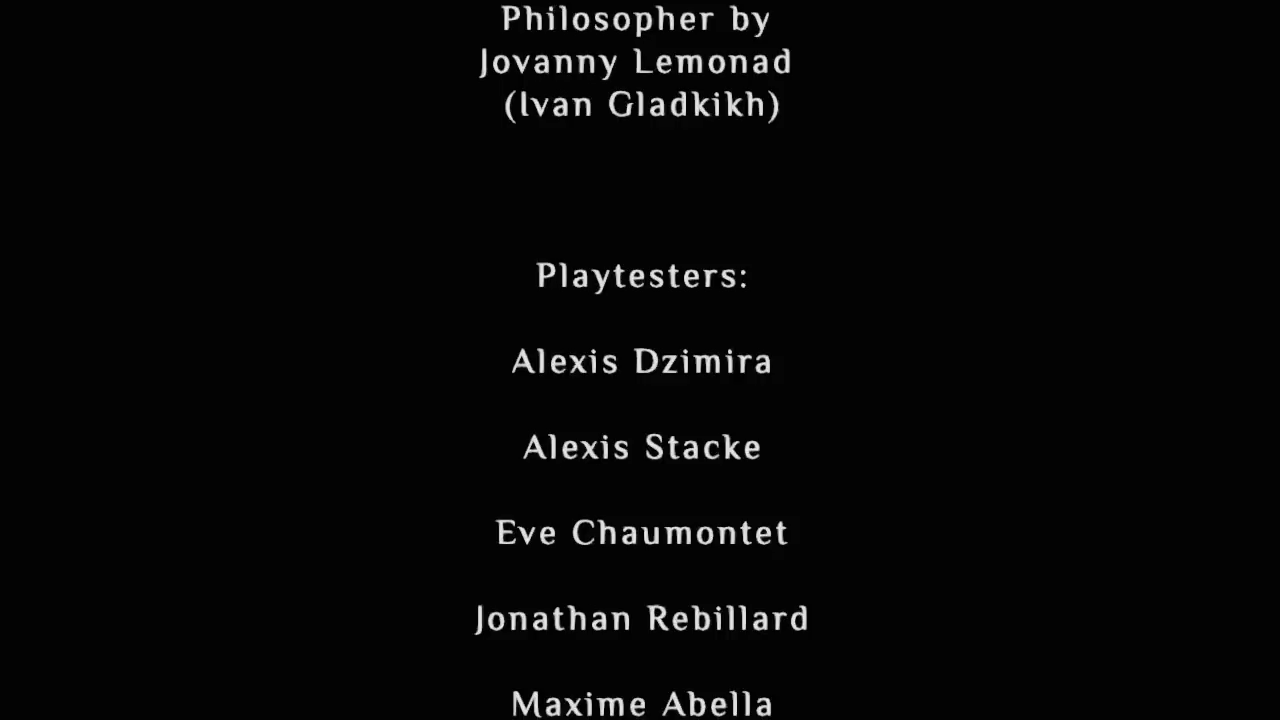 Philosopher by
Jovanny Lemonad
(Ivan Gladkikh)
Playtesters:
Alexis Dzimira
Alexis Stacke
Eve Chaumontet
Jonathan Rebillard
Maxime Abella